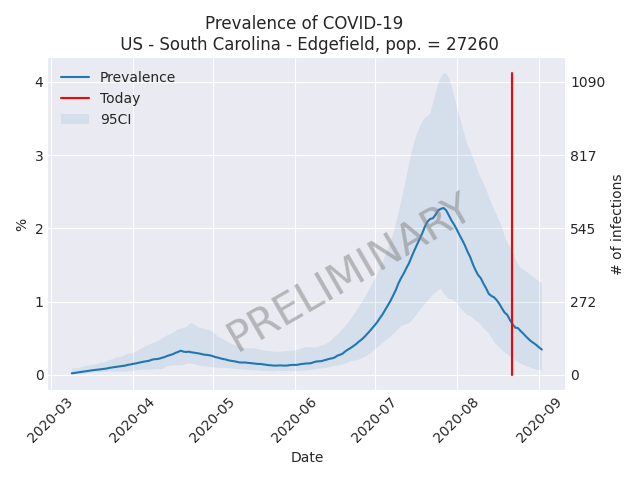 Prevalence of COVID-19
US - South Carolina - Edgefield, pop. = 27260
Prevalence
Today
95CI
PRELIMINARY
%
4
3
2
1
0
1090
817
545
272
0
# of infections
2020-03
2020-04
2020-05
2020-06
2020-07
2020-08
2020-09
Date